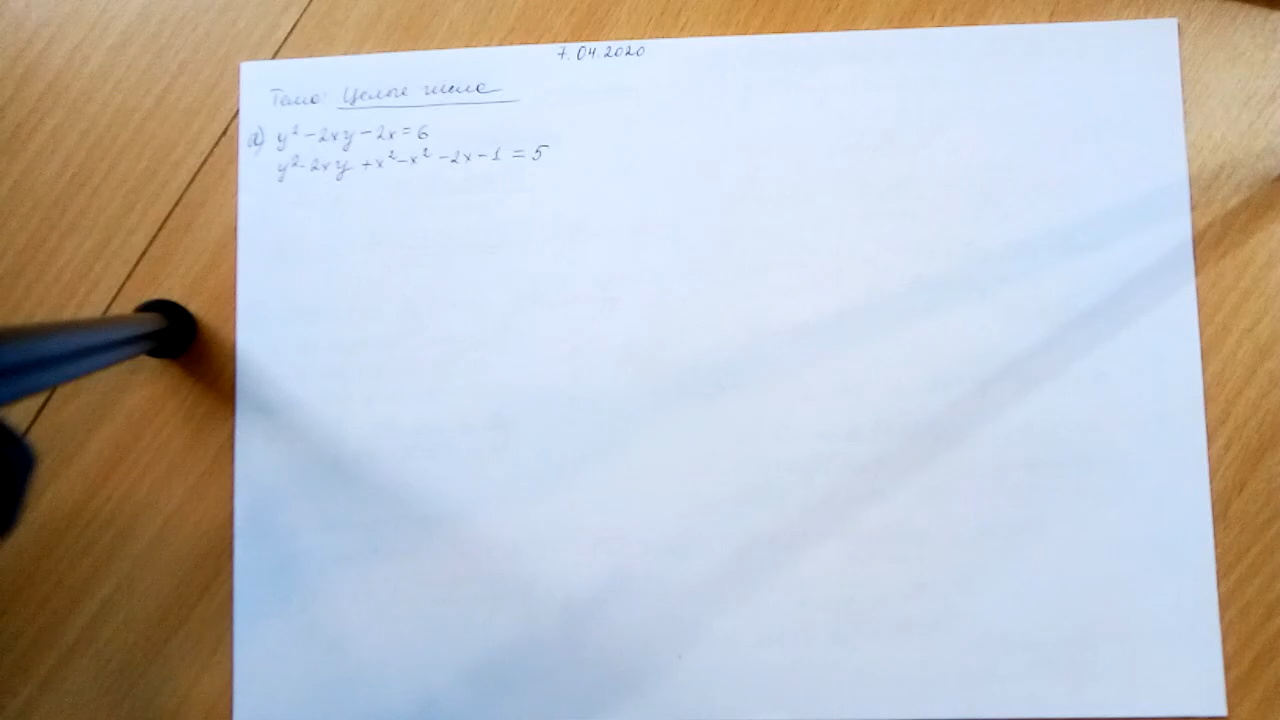 7.04.2020
Тема: Целые числа
а) y² - 2xy - 2x = 6
y² - 2xy + x² - x² - 2x - 1 = 5